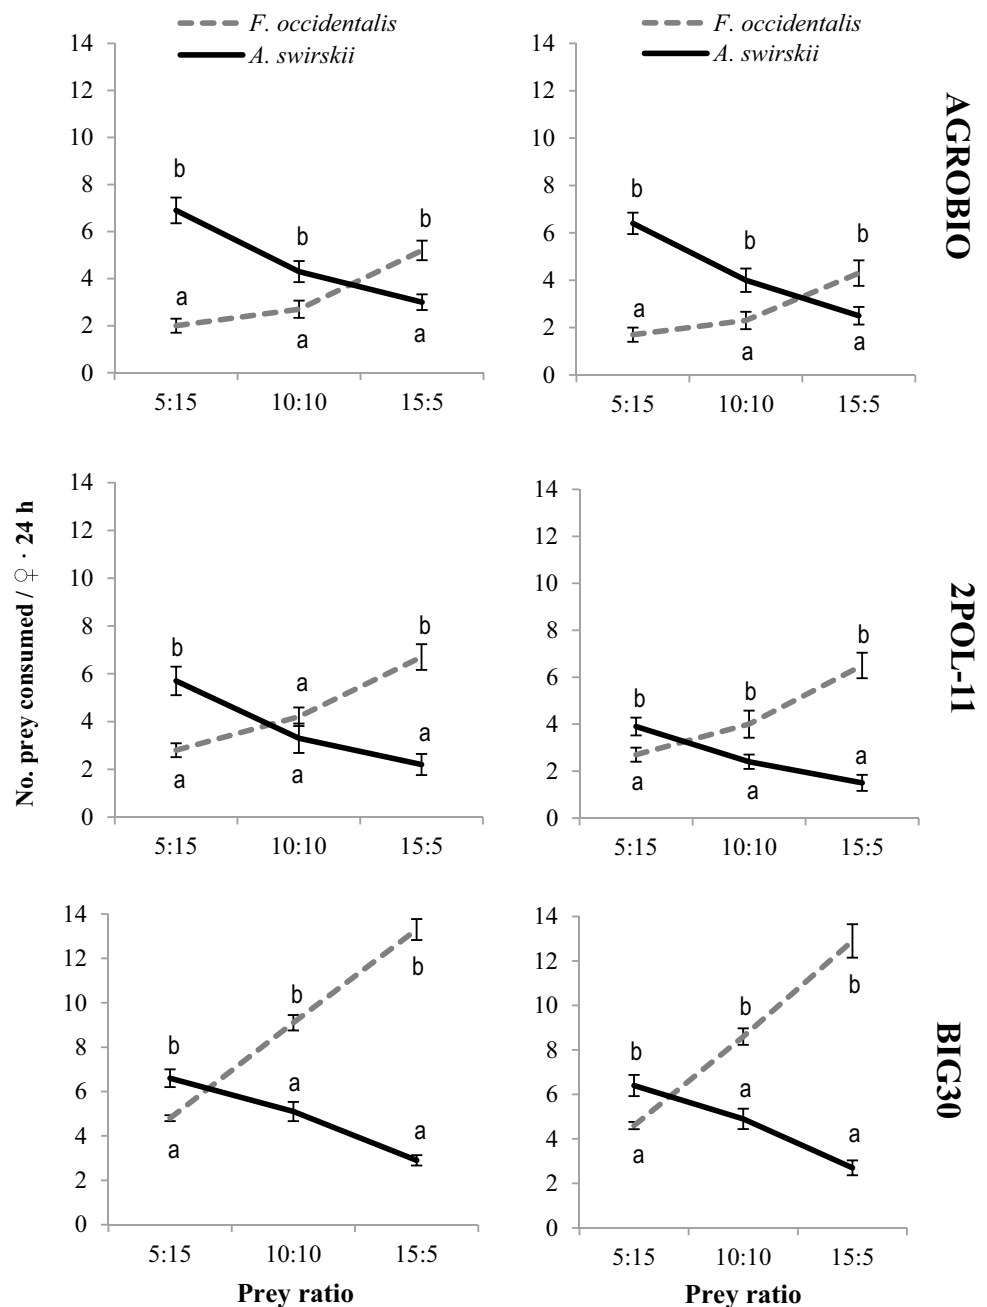 F. occidentalis
A. swirskii
14
12
10
8
6
4
2
0
b
b
b
a
a
a
5:15
10:10
15:5
F. occidentalis
A. swirskii
14
12
10
8
6
4
2
0
b
b
b
a
a
a
5:15
10:10
15:5
AGROBIO
No. prey consumed / ♀ · 24 h
14
12
10
8
6
4
2
0
b
a
b
a
a
a
5:15
10:10
15:5
14
12
10
8
6
4
2
0
b
b
b
a
a
a
5:15
10:10
15:5
2POL-11
14
12
10
8
6
4
2
0
b
b
b
a
a
a
5:15
10:10
15:5
Prey ratio
14
12
10
8
6
4
2
0
b
b
b
a
a
a
5:15
10:10
15:5
Prey ratio
BIG30